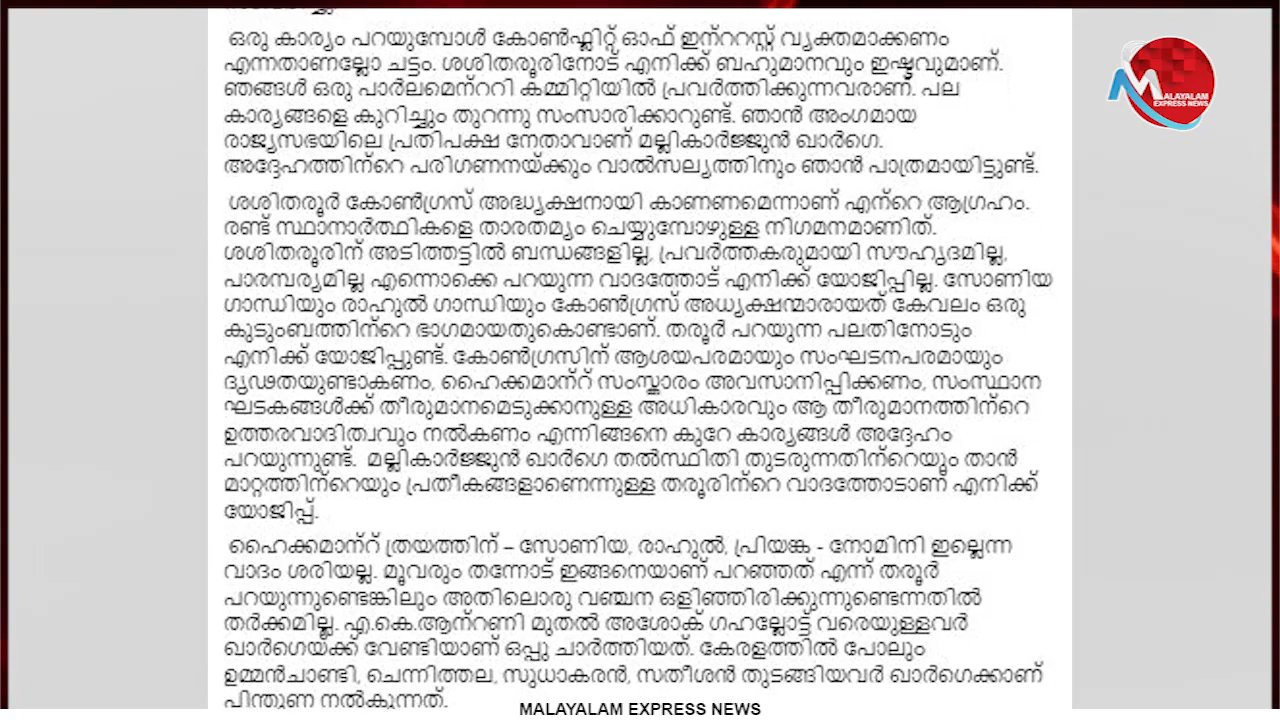 ഒരു കാര്യം പറയുമ്പോൾ കോൺഫ്ലിറ്റ് ഓഫ് ഇന്ററസ്റ്റ് വ്യക്തമാക്കണം
എന്നതാണല്ലോ ചട്ടം. ശശിതരൂരിനോട് എനിക്ക് ബഹുമാനവും ഇഷ്ടവുമാണ്.
ഞങ്ങൾ ഒരു പാർലമെന്ററി കമ്മിറ്റിയിൽ പ്രവർത്തിക്കുന്നവരാണ്. പല
കാര്യങ്ങളെ കുറിച്ചും തുറന്നു സംസാരിക്കാറുണ്ട്. ഞാൻ അംഗമായ
രാജ്യസഭയിലെ പ്രതിപക്ഷ നേതാവാണ് മല്ലികാർജ്ജുൻ ഖാർഗെ.
അദ്ദേഹത്തിന്റെ പരിഗണനയ്ക്കും വാൽസല്യത്തിനും ഞാൻ പാത്രമായിട്ടുണ്ട്.
ശശിതരൂർ കോൺഗ്രസ് അദ്ധ്യക്ഷനായി കാണണമെന്നാണ് എന്റെ ആഗ്രഹം.
രണ്ട് സ്ഥാനാർത്ഥികളെ താരതമ്യം ചെയ്യുമ്പോഴുള്ള നിഗമനമാണിത്.
ശശിതരൂരിന് അടിത്തട്ടിൽ ബന്ധങ്ങളില്ല, പ്രവർത്തകരുമായി സൗഹൃദമില്ല,
പാരമ്പര്യമില്ല എന്നൊക്കെ പറയുന്ന വാദത്തോട് എനിക്ക് യോജിപ്പില്ല. സോണിയ
ഗാന്ധിയും രാഹുൽ ഗാന്ധിയും കോൺഗ്രസ് അധ്യക്ഷന്മാരായത് കേവലം ഒരു
കുടുംബത്തിന്റെ ഭാഗമായതുകൊണ്ടാണ്. തരൂർ പറയുന്ന പലതിനോടും
എനിക്ക് യോജിപ്പുണ്ട്. കോൺഗ്രസിന് ആശയപരമായും സംഘടനപരമായും
ദൃഢതയുണ്ടാകണം, ഹൈക്കമാന്റ് സംസ്കാരം അവസാനിപ്പിക്കണം, സംസ്ഥാന
ഘടകങ്ങൾക്ക് തീരുമാനമെടുക്കാനുള്ള അധികാരവും ആ തീരുമാനത്തിന്റെ
ഉത്തരവാദിത്വവും നൽകണം എന്നിങ്ങനെ കുറേ കാര്യങ്ങൾ അദ്ദേഹം
പറയുന്നുണ്ട്. മല്ലികാർജ്ജുൻ ഖാർഗെ തൽസ്ഥിതി തുടരുന്നതിന്റെയും താൻ
മാറ്റത്തിന്റെയും പ്രതീകങ്ങളാണെന്നുള്ള തരൂരിന്റെ വാദത്തോടാണ് എനിക്ക്
യോജിപ്പ്.
ഹൈക്കമാന്റ് ത്രയത്തിന് – സോണിയ, രാഹുൽ, പ്രിയങ്ക - നോമിനി ഇല്ലെന്ന
വാദം ശരിയല്ല. മൂവരും തന്നോട് ഇങ്ങനെയാണ് പറഞ്ഞത് എന്ന് തരൂർ
പറയുന്നുണ്ടെങ്കിലും അതിലൊരു വഞ്ചന ഒളിഞ്ഞിരിക്കുന്നുണ്ടെന്നതിൽ
തർക്കമില്ല. എ.കെ.ആന്റണി മുതൽ അശോക് ഗഹല്ലോട്ട് വരെയുള്ളവർ
ഖാർഗെയ്ക്ക് വേണ്ടിയാണ് ഒപ്പു ചാർത്തിയത്. കേരളത്തിൽ പോലും
ഉമ്മൻചാണ്ടി, ചെന്നിത്തല, സുധാകരൻ, സതീശൻ തുടങ്ങിയവർ ഖാർഗെക്കാണ്
പിന്തുണ നൽകുന്നത്.
MALAYALAM
EXPRESS NEWS
MALAYALAM EXPRESS NEWS